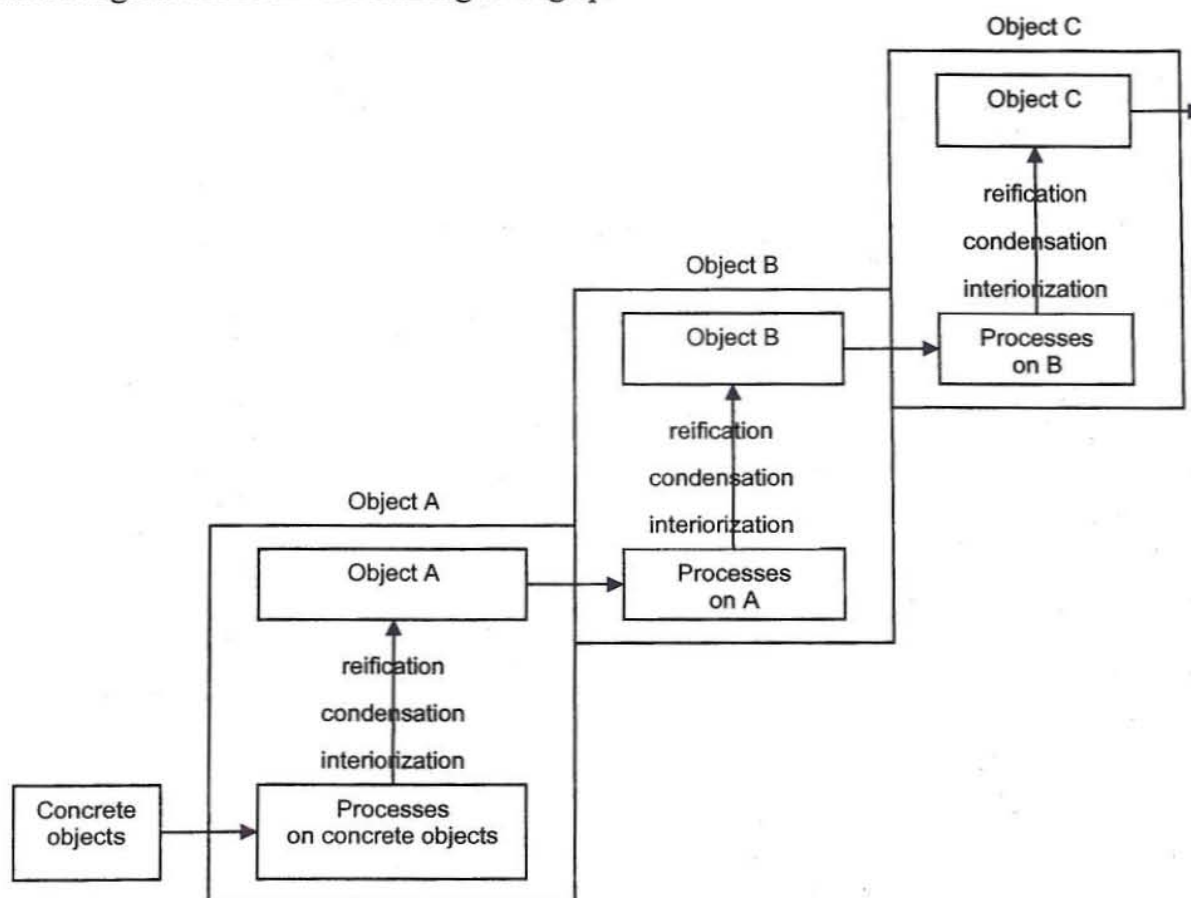 Object C
Object C
reification
condensation
interiorization
Processes
on B
Object B
Object B
reification
condensation
interiorization
Processes
on A
Object A
Object A
reification
condensation
interiorization
Processes
on concrete objects
Concrete
objects